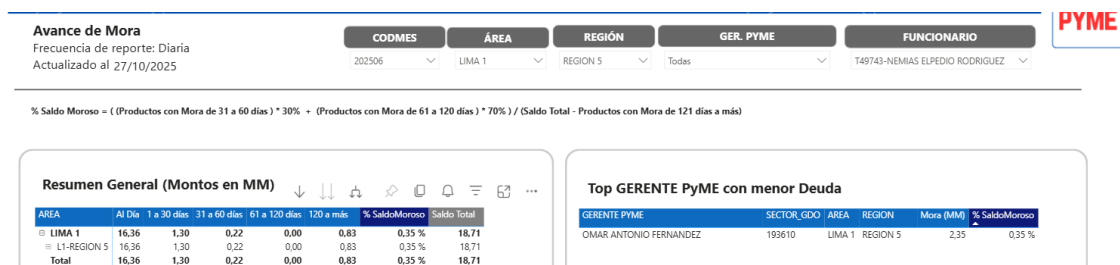 PYME
Avance de Mora
Frecuencia de reporte: Diaria
Actualizado al 27/10/2025
CODMES ÁREA REGIÓN GER. PYME FUNCIONARIO
202506 LIMA 1 REGION 5 Todas T49743-NEMIAS ELPEDIO RODRIGUEZ
% Saldo Moroso = ( (Productos con Mora de 31 a 60 días ) * 30% + (Productos con Mora de 61 a 120 días ) * 70% ) / (Saldo Total - Productos con Mora de 121 días a más)
Resumen General (Montos en MM)
AREA Al Día 1 a 30 días 31 a 60 días 61 a 120 días 120 a más % SaldoMoroso Saldo Total
LIMA 1 16,36 1,30 0,22 0,00 0,83 0,35 % 18,71
L1-REGION 5 16,36 1,30 0,22 0,00 0,83 0,35 % 18,71
Total 16,36 1,30 0,22 0,00 0,83 0,35 % 18,71
Top GERENTE PyME con menor Deuda
GERENTE PYME SECTOR_GDO AREA REGION Mora (MM) % SaldoMoroso
OMAR ANTONIO FERNANDEZ 193610 LIMA 1 REGION 5 2,35 0,35 %